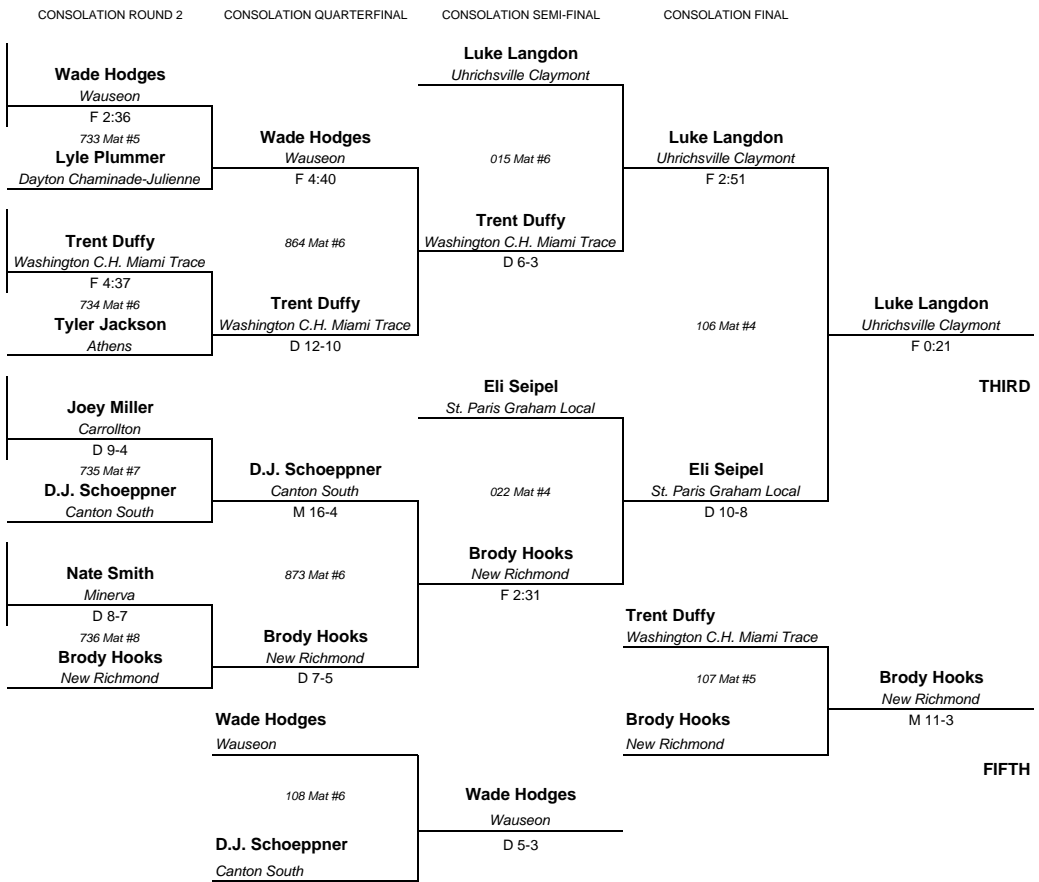 CONSOLATION ROUND 2
CONSOLATION QUARTERFINAL
CONSOLATION SEMI-FINAL
CONSOLATION FINAL
Wade Hodges
Wauseon
F 2:36
733 Mat #5
Lyle Plummer
Dayton Chaminade-Julienne
Trent Duffy
Washington C.H. Miami Trace
F 4:37
734 Mat #6
Tyler Jackson
Athens
Joey Miller
Carrollton
D 9-4
735 Mat #7
D.J. Schoeppner
Canton South
Nate Smith
Minerva
D 8-7
736 Mat #8
Brody Hooks
New Richmond
Wade Hodges
Wauseon
F 4:40
864 Mat #6
Trent Duffy
Washington C.H. Miami Trace
D 12-10
D.J. Schoeppner
Canton South
M 16-4
873 Mat #6
Brody Hooks
New Richmond
D 7-5
Wade Hodges
Wauseon
108 Mat #6
D.J. Schoeppner
Canton South
Luke Langdon
Uhrichsville Claymont
015 Mat #6
Trent Duffy
Washington C.H. Miami Trace
D 6-3
Eli Seipel
St. Paris Graham Local
022 Mat #4
Brody Hooks
New Richmond
F 2:31
Wade Hodges
Wauseon
D 5-3
Luke Langdon
Uhrichsville Claymont
F 2:51
106 Mat #4
Eli Seipel
St. Paris Graham Local
D 10-8
Trent Duffy
Washington C.H. Miami Trace
107 Mat #5
Brody Hooks
New Richmond
Luke Langdon
Uhrichsville Claymont
F 0:21
THIRD
Brody Hooks
New Richmond
M 11-3
FIFTH